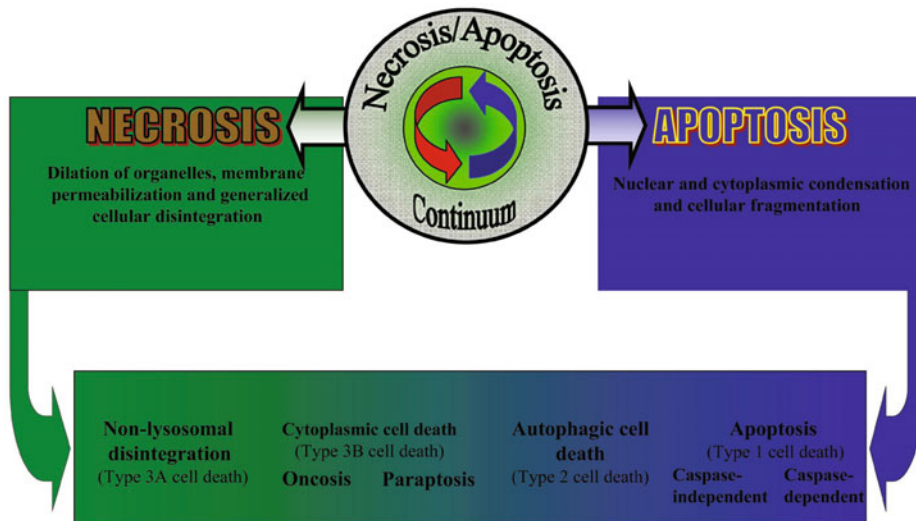 Necrosis/Apoptosis
Continuum
NECROSIS
Dilation of organelles, membrane
permeabilization and generalized
cellular disintegration
APOPTOSIS
Nuclear and cytoplasmic condensation
and cellular fragmentation
Non-lysosomal
disintegration
(Type 3A cell death)
Cytoplasmic cell death
(Type 3B cell death)
Oncosis Paraptosis
Autophagic cell
death
(Type 2 cell death)
Apoptosis
(Type 1 cell death)
Caspase- Caspase-
independent dependent